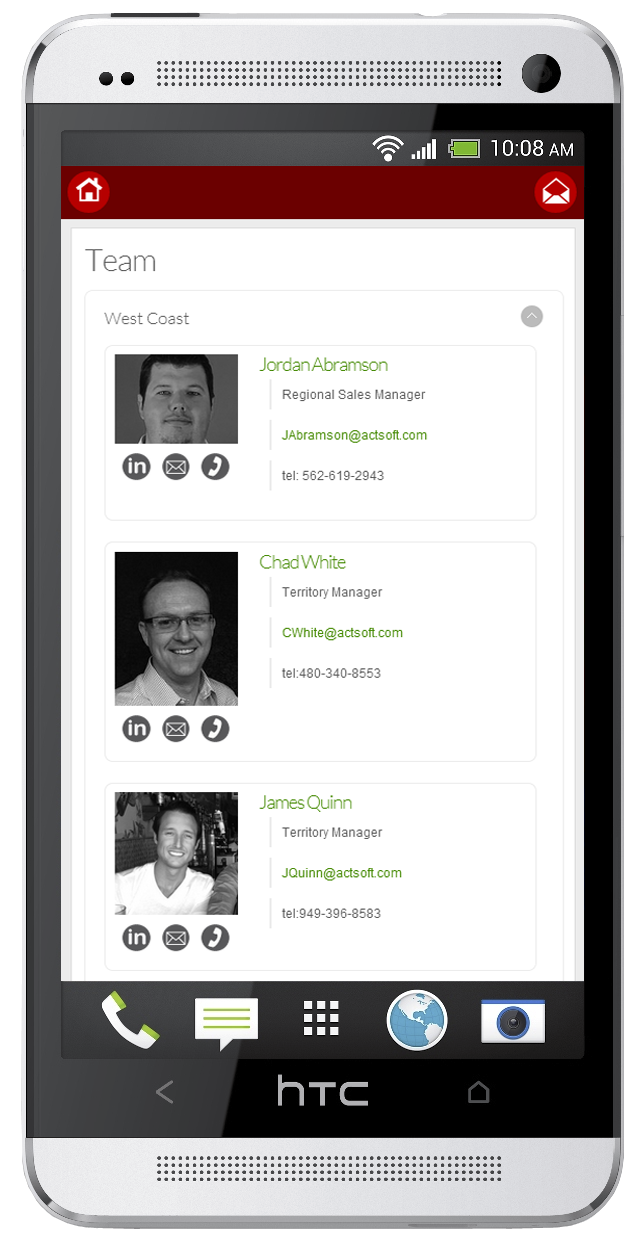 10:08 AM
Team
West Coast
Jordan Abramson
Regional Sales Manager
JAbramson@actsoft.com
in
tel: 562-619-2943
Chad White
Territory Manager
CWhite@actsoft.com
tel:480-340-8553
in
James Quinn
Territory Manager
JQuinn@actsoft.com
tel:949-396-8583
in
hTC